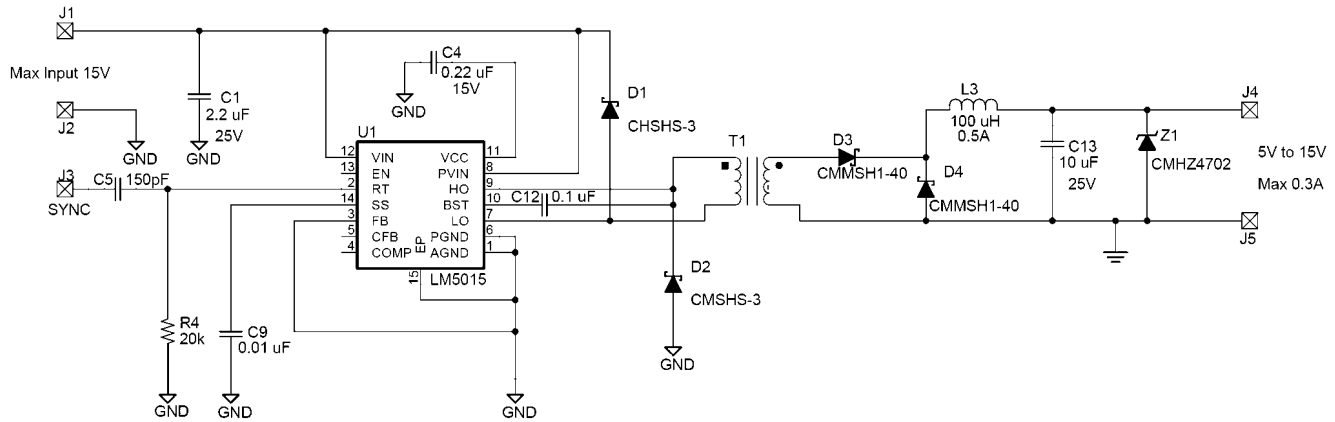 J1
Max Input 15V
J2
GND
C1
2.2 uF
25V
GND
C4
0.22 uF
15V
GND
D1
CHSHS-3
J3
SYNC
C5 150pF
U1
12 VIN VCC 11
13 EN PVIN 8
2 RT HO 9
14 SS BST 10
3 FB LO 7
5 CFB PGND 6
4 COMP AGND 1
EP
15
LM5015
C12 0.1 uF
T1
D3
CMMSH1-40
D4
CMMSH1-40
L3
100 uH
0.5A
C13
10 uF
25V
Z1
CMHZ4702
J4
5V to 15V
Max 0.3A
J5
D2
CMSHS-3
GND
R4
20k
GND
C9
0.01 uF
GND
GND